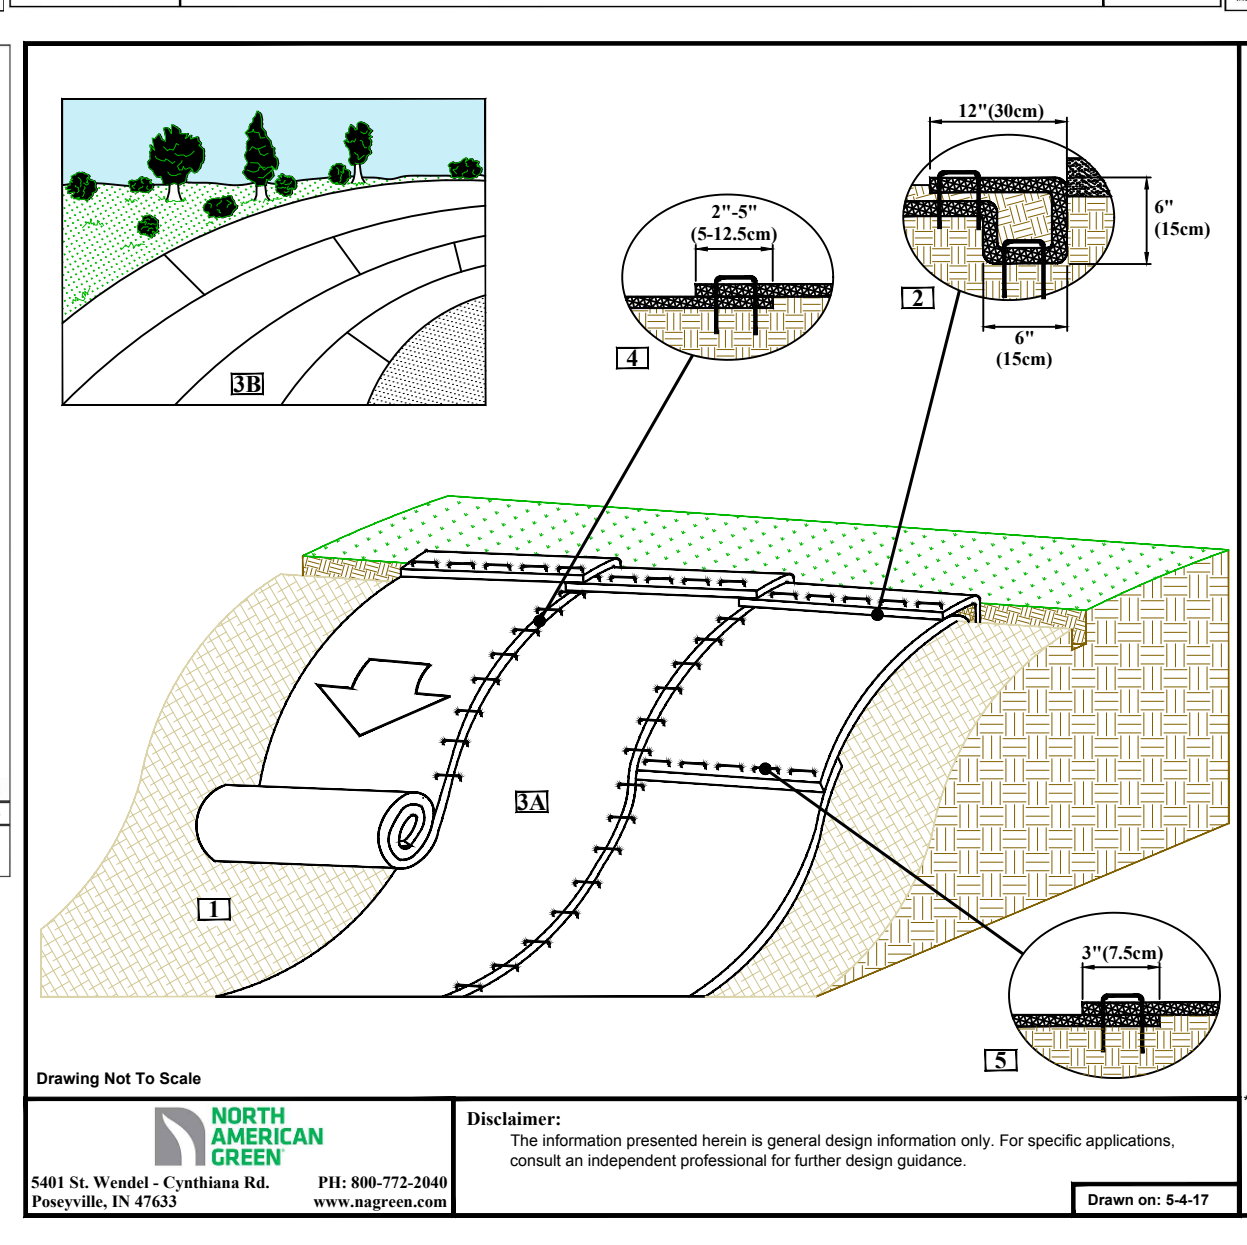 12"(30cm)
6"
(15cm)
2
6"
(15cm)
2"-5"
(5-12.5cm)
4
3B
3A
1
3"(7.5cm)
5
Drawing Not To Scale
NORTH
AMERICAN
GREEN
5401 St. Wendel - Cynthiana Rd.
Poseyville, IN 47633
PH: 800-772-2040
www.nagreen.com
Disclaimer:
The information presented herein is general design information only. For specific applications,
consult an independent professional for further design guidance.
Drawn on: 5-4-17